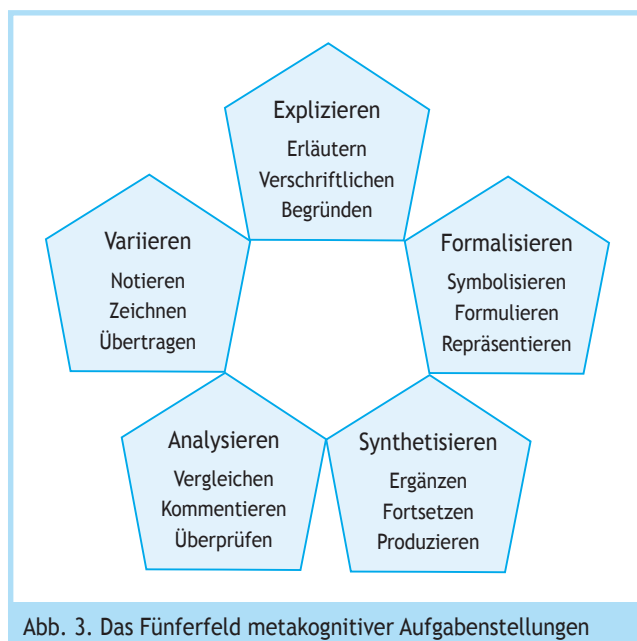 Explizieren
Erläutern
Verschriftlichen
Begründen
Variieren
Notieren
Zeichnen
Übertragen
Formalisieren
Symbolisieren
Formulieren
Repräsentieren
Analysieren
Vergleichen
Kommentieren
Überprüfen
Synthetisieren
Ergänzen
Fortsetzen
Produzieren
Abb. 3. Das Fünferfeld metakognitiver Aufgabenstellungen